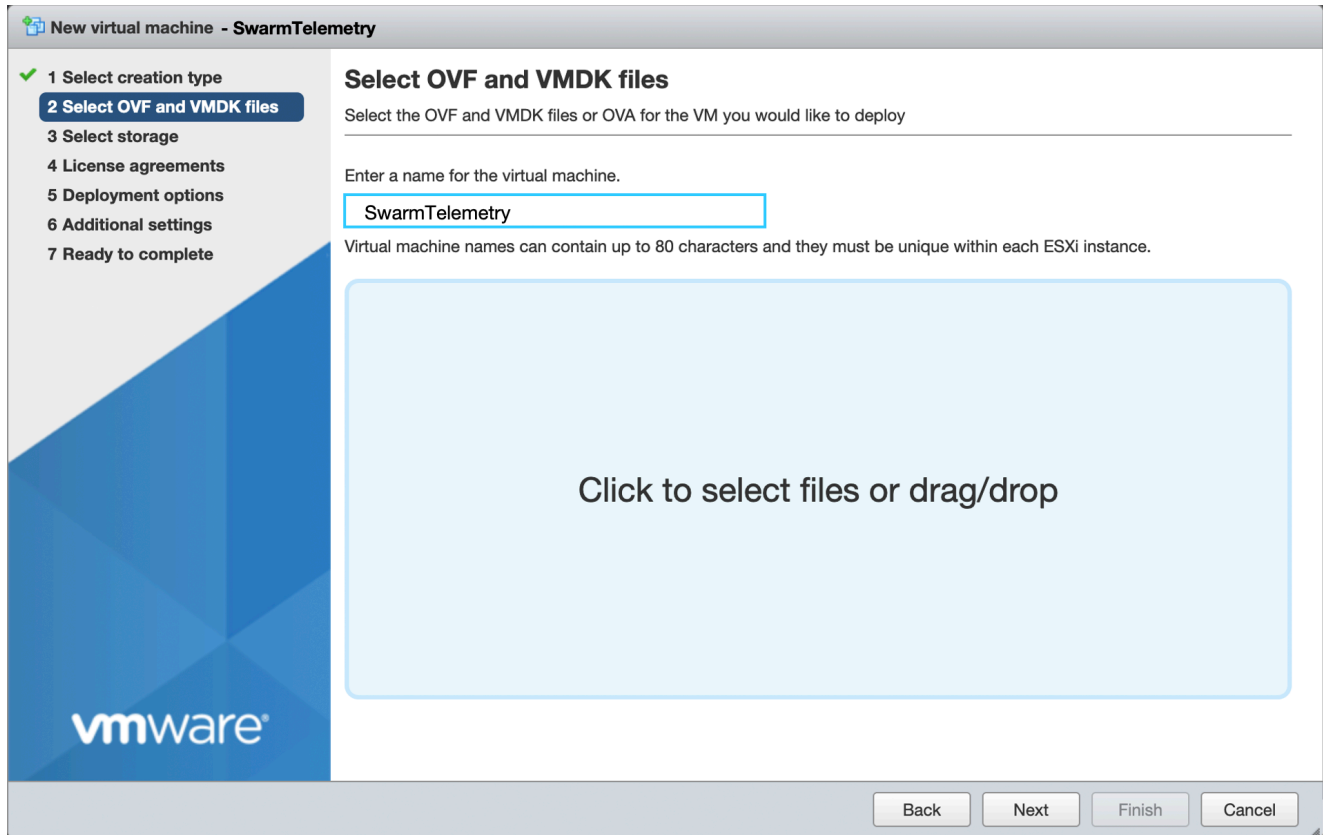 New virtual machine - SwarmTelemetry
1 Select creation type
2 Select OVF and VMDK files
3 Select storage
4 License agreements
5 Deployment options
6 Additional settings
7 Ready to complete
vmware®
Select OVF and VMDK files
Select the OVF and VMDK files or OVA for the VM you would like to deploy
Enter a name for the virtual machine.
SwarmTelemetry
Virtual machine names can contain up to 80 characters and they must be unique within each ESXi instance.
Click to select files or drag/drop
Back Next Finish Cancel